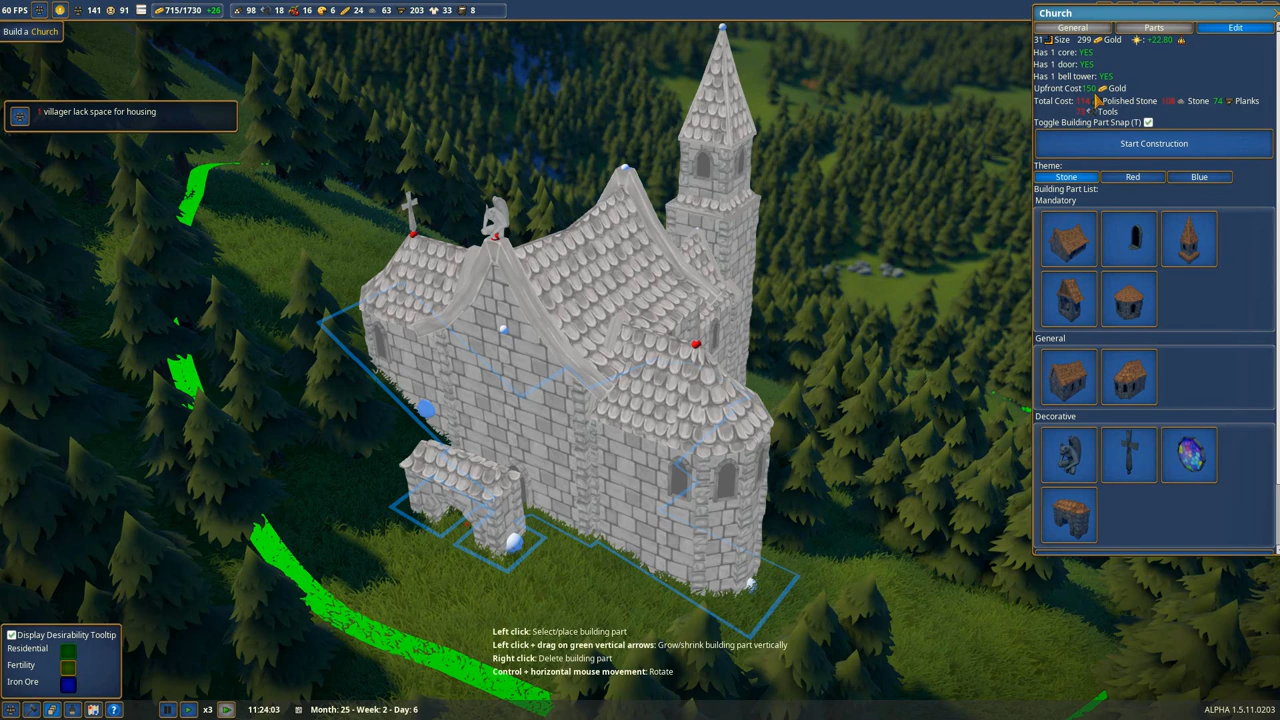 60 FPS 141 91 715/1730 +26 98 18 16 6 24 63 203 33 8
Build a Church
1 villager lack space for housing
Church
General Parts Edit
31 Size 299 Gold : +22.80
Has 1 core: YES
Has 1 door: YES
Has 1 bell tower: YES
Upfront Cost 150 Gold
Total Cost: Polished Stone Stone 74 Planks
Tools
Toggle Building Part Snap (T)
Start Construction
Theme:
Stone Red Blue
Building Part List:
Mandatory
General
Decorative
Left click: Select/place building part
Left click + drag on green vertical arrows: Grow/shrink building part vertically
Right click: Delete building part
Control + horizontal mouse movement: Rotate
Display Desirability Tooltip
Residential
Fertility
Iron Ore
x3 11:24:03 Month: 25 - Week: 2 - Day: 6
ALPHA 1.5.11.0203